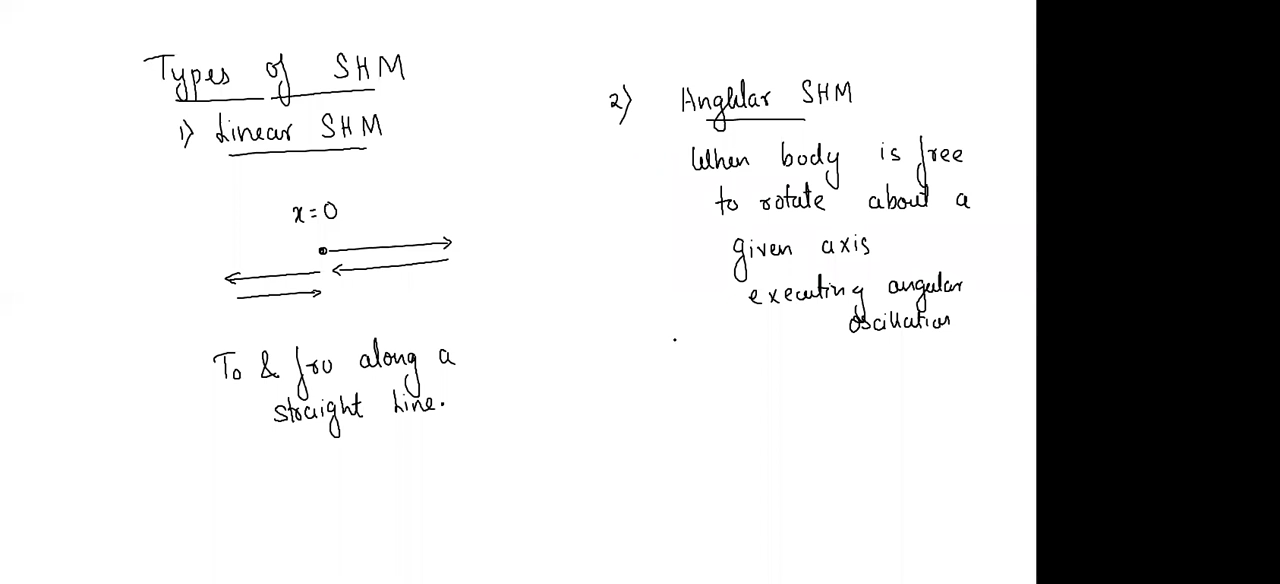 Types of SHM
1) Linear SHM
x = 0
To & fro along a
straight line.
2) Angular SHM
When body is free
to rotate about a
given axis
executing angular
oscillation